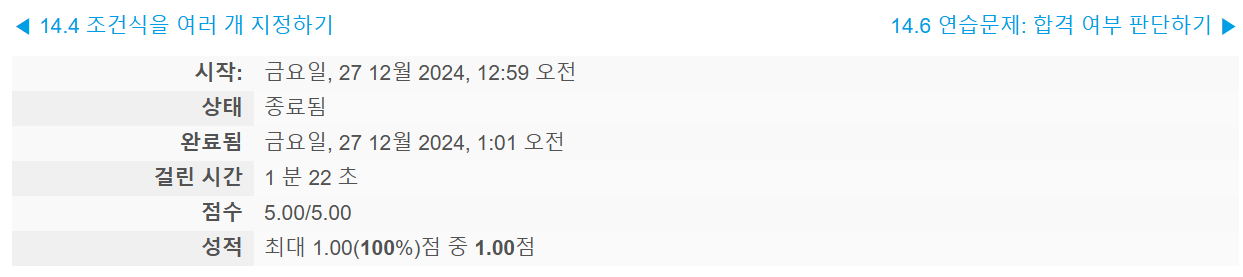 ◀ 14.4 조건식을 여러 개 지정하기
14.6 연습문제: 합격 여부 판단하기 ▶
시작: 금요일, 27 12월 2024, 12:59 오전
상태 종료됨
완료됨 금요일, 27 12월 2024, 1:01 오전
걸린 시간 1 분 22 초
점수 5.00/5.00
성적 최대 1.00(100%)점 중 1.00점